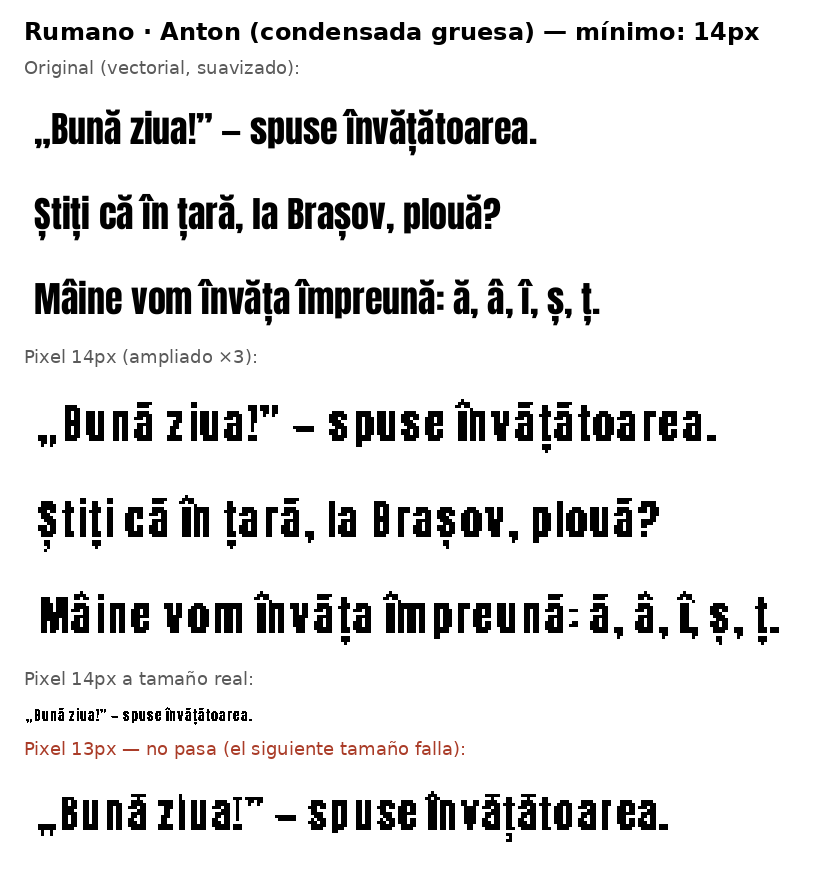 Rumano · Anton (condensada gruesa) — mínimo: 14px
Original (vectorial, suavizado):
„Bună ziua!” – spuse învățătoarea.
Știți că în țară, la Brașov, plouă?
Mâine vom învăța împreună: ă, â, î, ș, ț.
Pixel 14px (ampliado ×3):
„Bună ziua!” – spuse învățătoarea.
Știți că în țară, la Brașov, plouă?
Mâine vom învăța împreună: ă, â, î, ș, ț.
Pixel 14px a tamaño real:
„Bună ziua!” – spuse învățătoarea.
Pixel 13px — no pasa (el siguiente tamaño falla):
„Bună ziua!” – spuse învățătoarea.